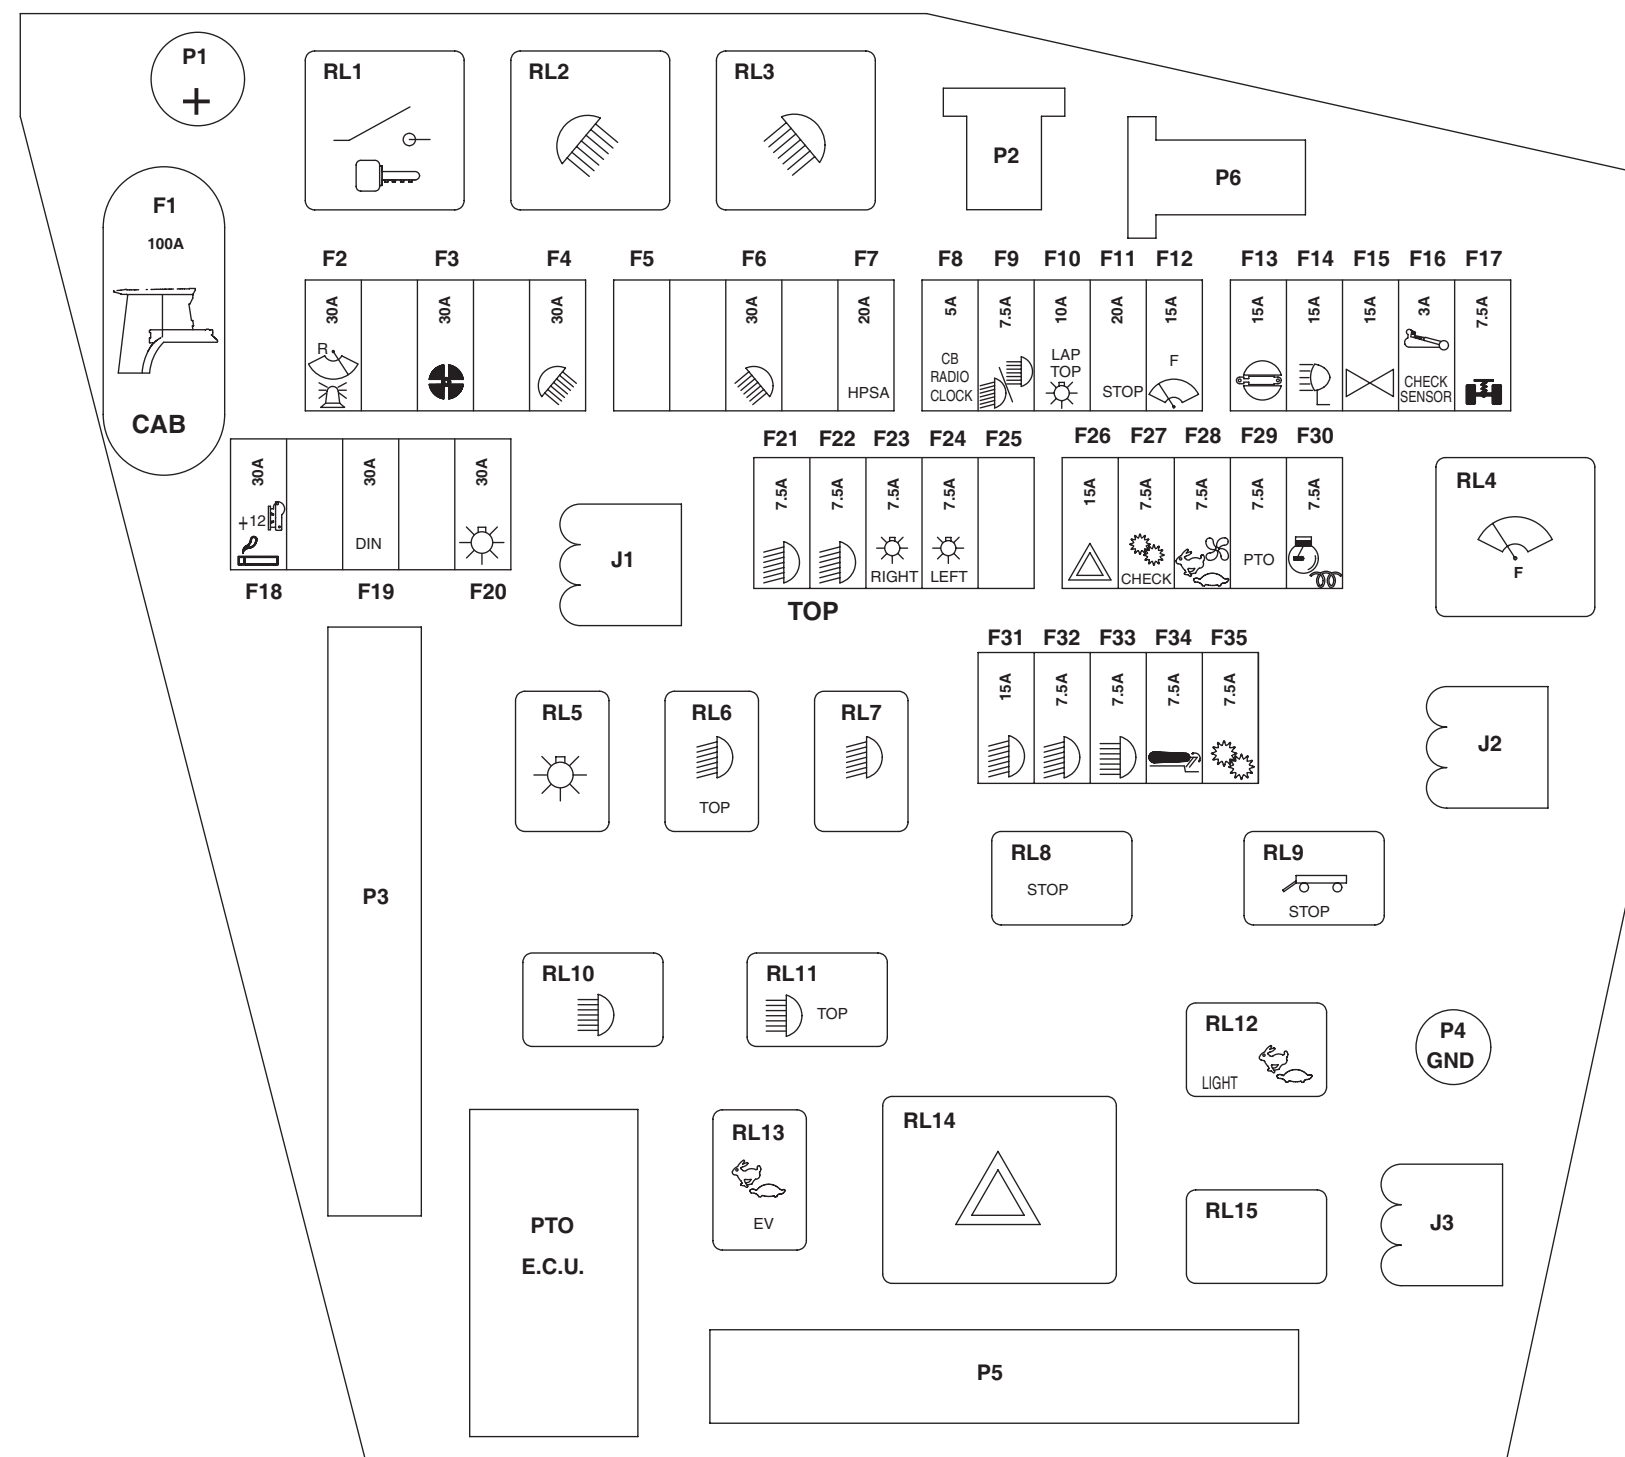 P1
+
RL1
RL2
RL3
P2
P6
F1
100A
CAB
F2 F3 F4 F5 F6 F7 F8 F9 F10 F11 F12 F13 F14 F15 F16 F17
30A 30A 30A 30A 20A 5A 7.5A 10A 20A 15A 15A 15A 15A 3A 7.5A
R
HPSA
CB
RADIO
CLOCK
LAP
TOP
STOP
F
CHECK
SENSOR
30A 30A 30A
+12
DIN
F18 F19 F20
J1
F21 F22 F23 F24 F25 F26 F27 F28 F29 F30
7.5A 7.5A 7.5A 7.5A 15A 7.5A 7.5A 7.5A 7.5A
RIGHT
LEFT
CHECK
PTO
TOP
RL4
F
F31 F32 F33 F34 F35
15A 7.5A 7.5A 7.5A 7.5A
RL5
RL6
TOP
RL7
J2
P3
RL8
STOP
RL9
STOP
RL10
RL11
TOP
RL12
LIGHT
P4
GND
PTO
E.C.U.
RL13
EV
RL14
RL15
J3
P5